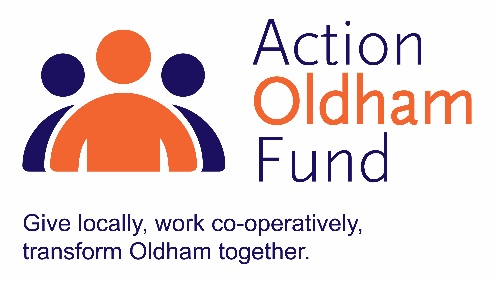 Action
Oldham
Fund
Give locally, work co-operatively,
transform Oldham together.